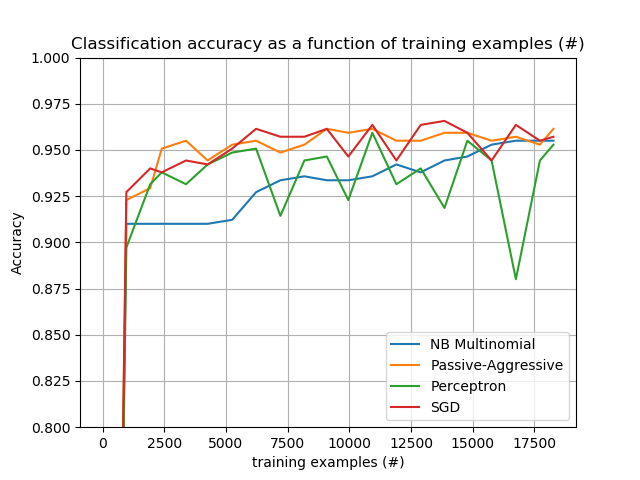 Classification accuracy as a function of training examples (#)
1.000
0.975
0.950
0.925
0.900
0.875
0.850
0.825
0.800
Accuracy
NB Multinomial
Passive-Aggressive
Perceptron
SGD
0 2500 5000 7500 10000 12500 15000 17500
training examples (#)